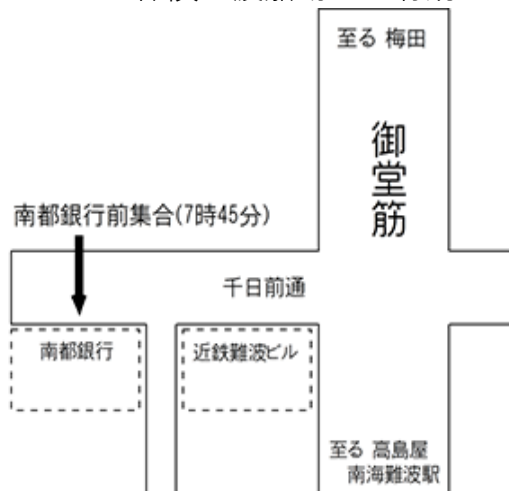 至る 梅田
御堂筋
南都銀行前集合(7時45分)
千日前通
南都銀行
近鉄難波ビル
至る 高島屋
南海難波駅